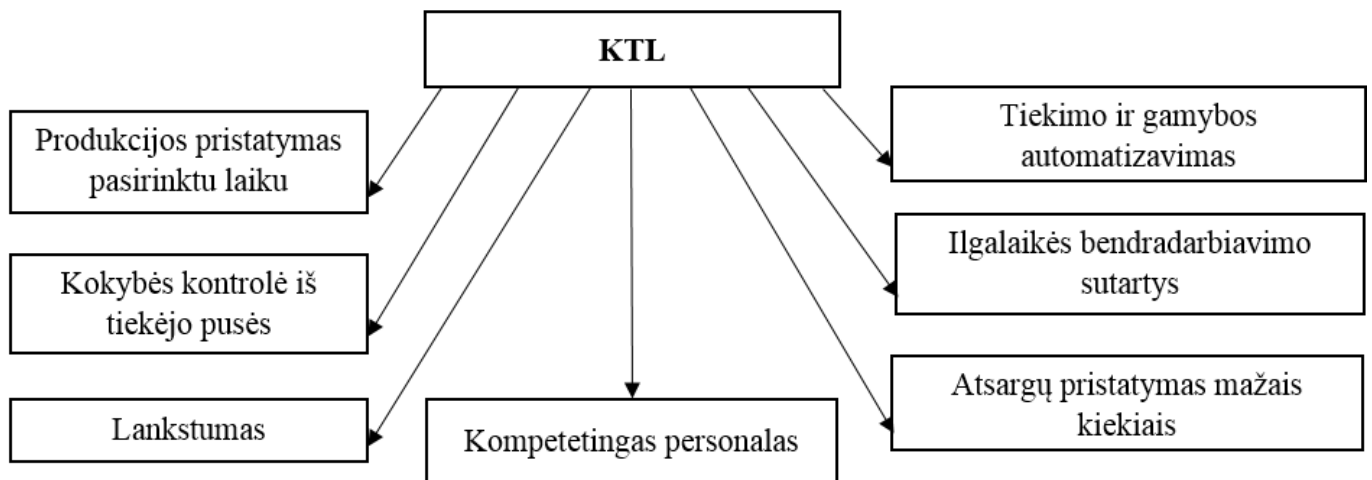 KTL
Produkcijos pristatymas
pasirinktu laiku
Kokybės kontrolė iš
tiekėjo pusės
Lankstumas
Kompetetingas personalas
Tiekimo ir gamybos
automatizavimas
Ilgalaikės bendradarbiavimo
sutartys
Atsargų pristatymas mažais
kiekiais